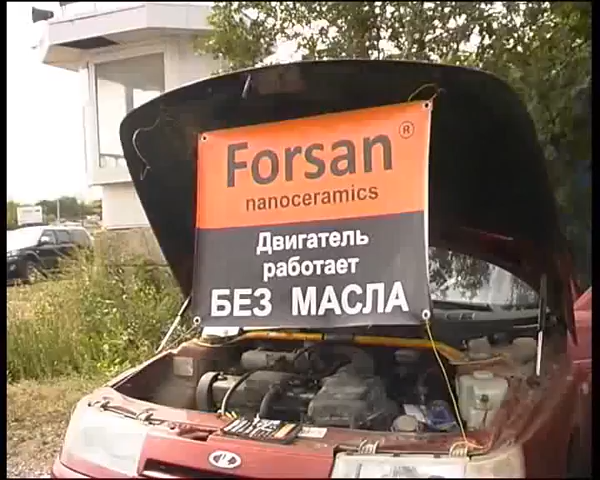 Forsan ®
nanoceramics
Двигатель
работает
БЕЗ МАСЛА